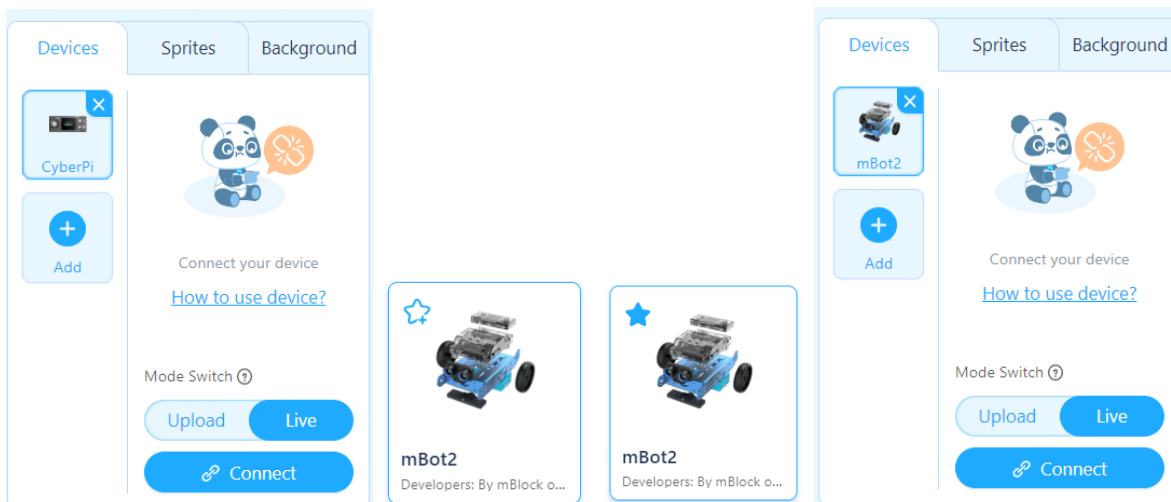 Devices Sprites Background
CyberPi
Add
Connect your device
How to use device?
Mode Switch ?
Upload Live
Connect
mBot2
Developers: By mBlock o...
mBot2
Developers: By mBlock o...
Devices Sprites Background
mBot2
Add
Connect your device
How to use device?
Mode Switch ?
Upload Live
Connect